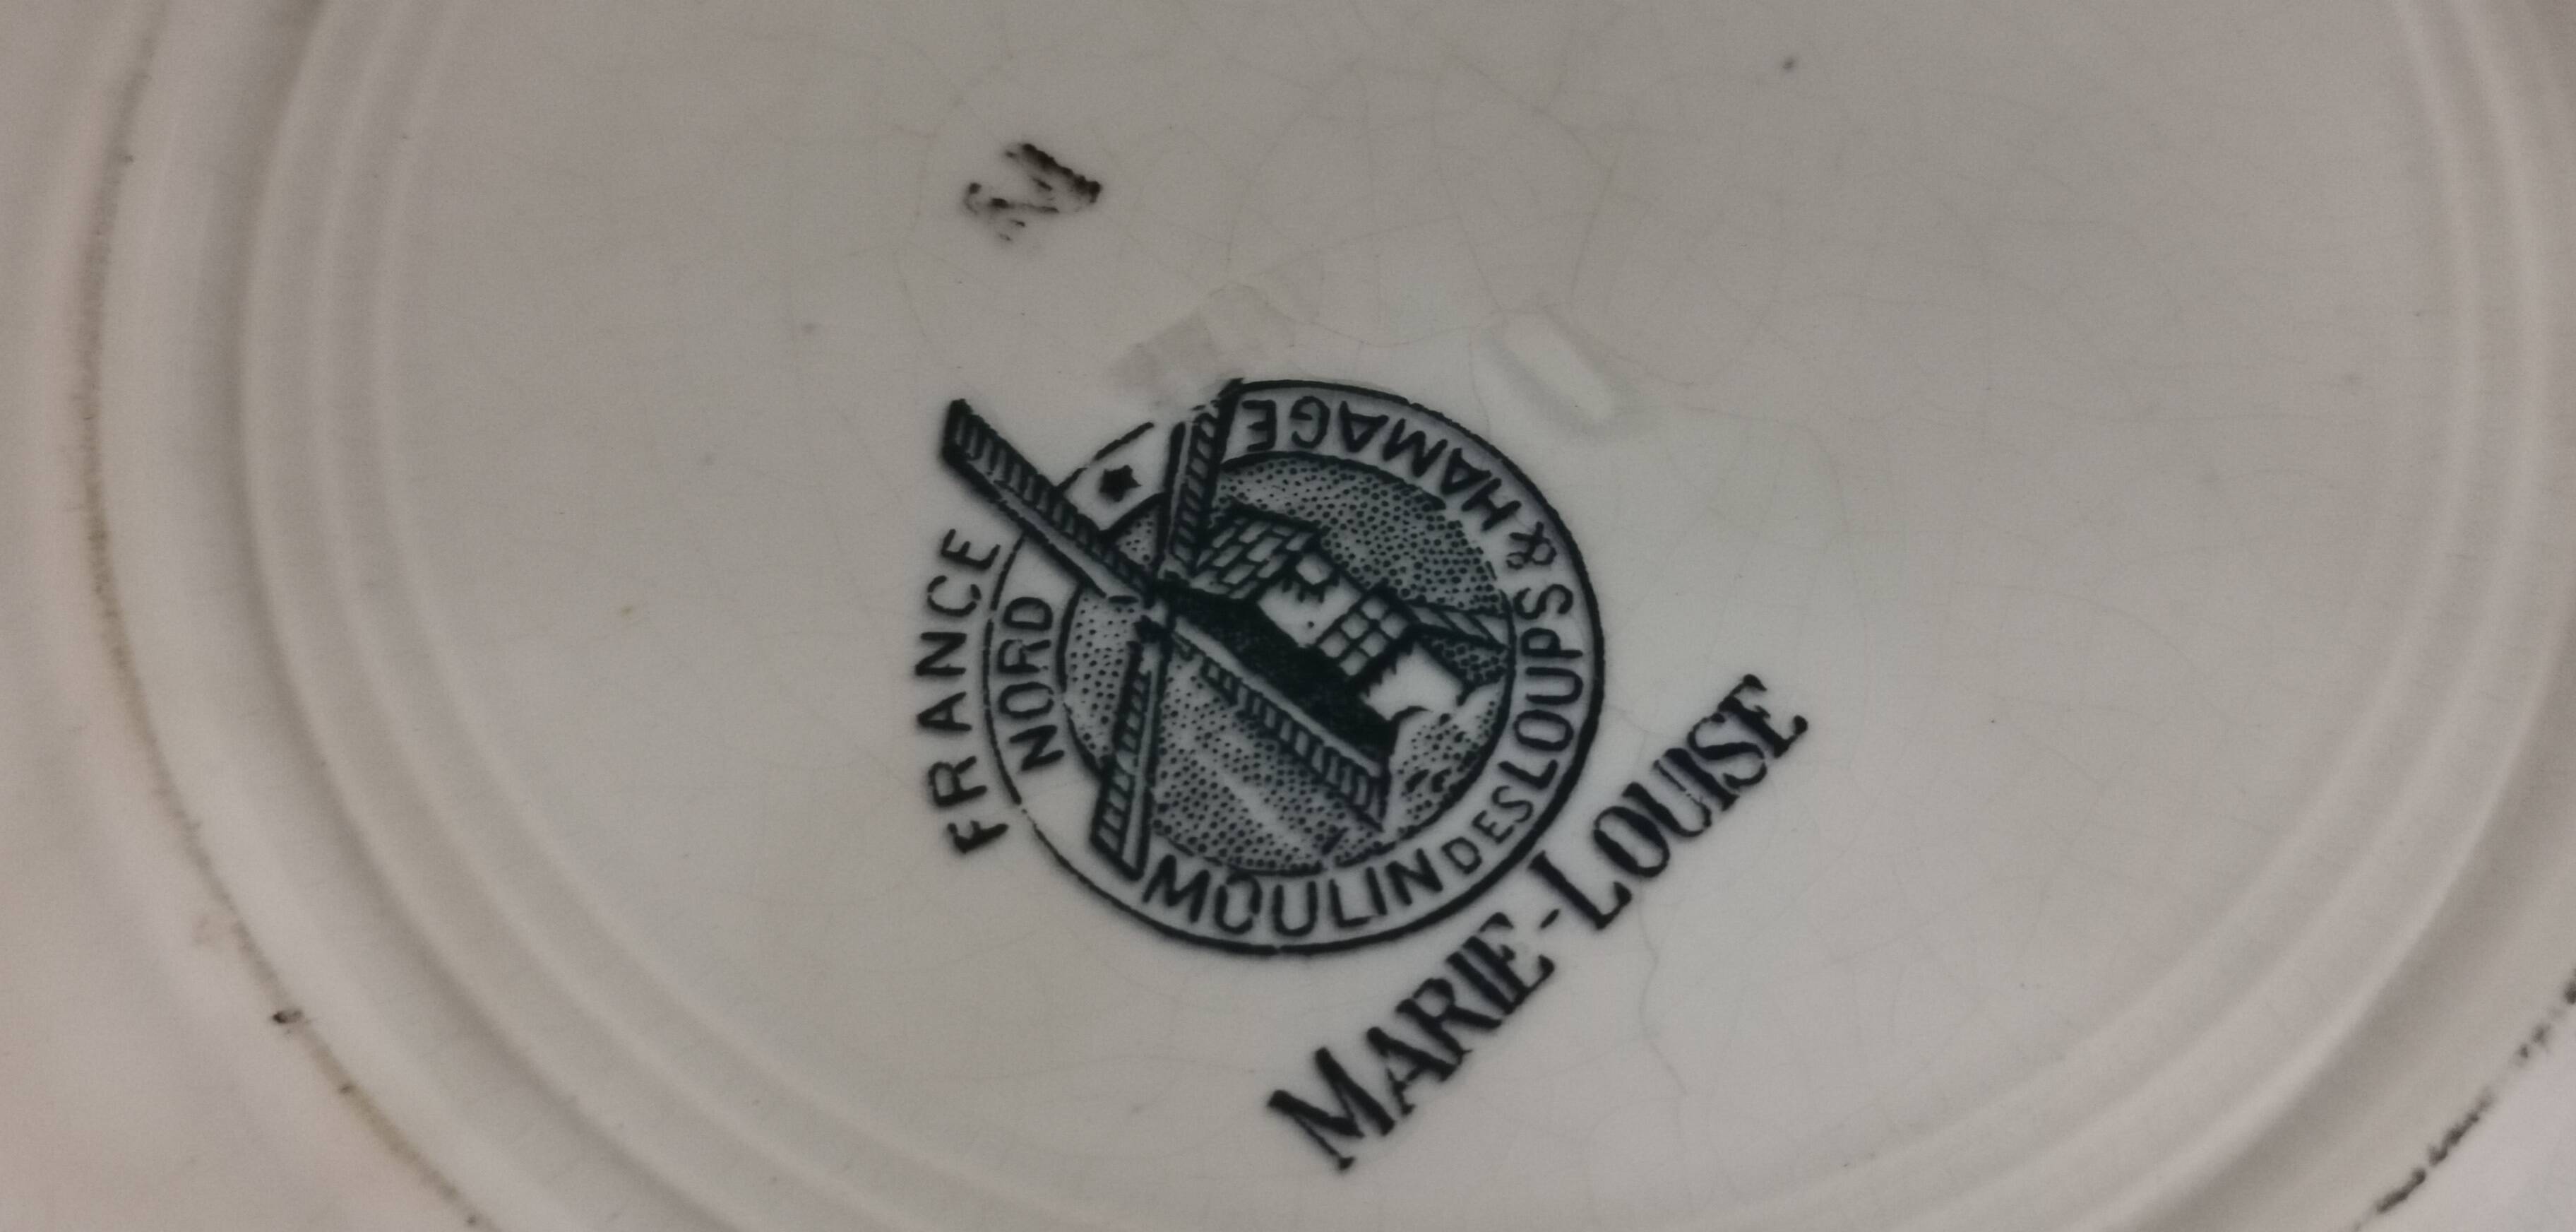 MOULIN DES LOUPS & HAMAGE
NORD
FRANCE
MARIE-LOUISE